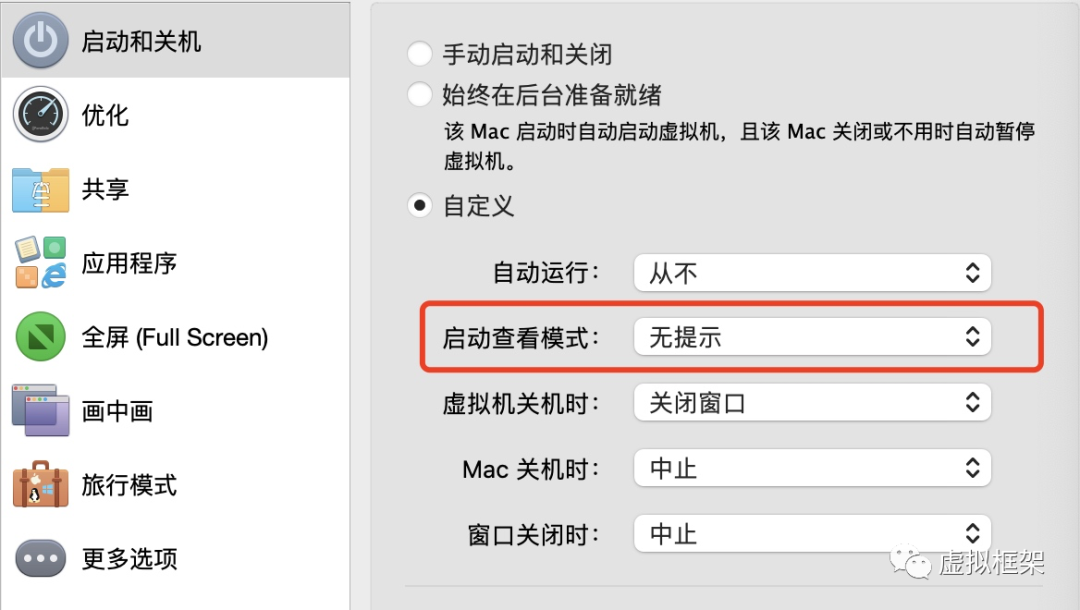 启动和关机
优化
共享
应用程序
全屏 (Full Screen)
画中画
旅行模式
更多选项
手动启动和关闭
始终在后台准备就绪
该 Mac 启动时自动启动虚拟机，且该 Mac 关闭或不用时自动暂停
虚拟机。
自定义
自动运行： 从不
启动查看模式： 无提示
虚拟机关机时： 关闭窗口
Mac 关机时： 中止
窗口关闭时： 中止
虚拟框架